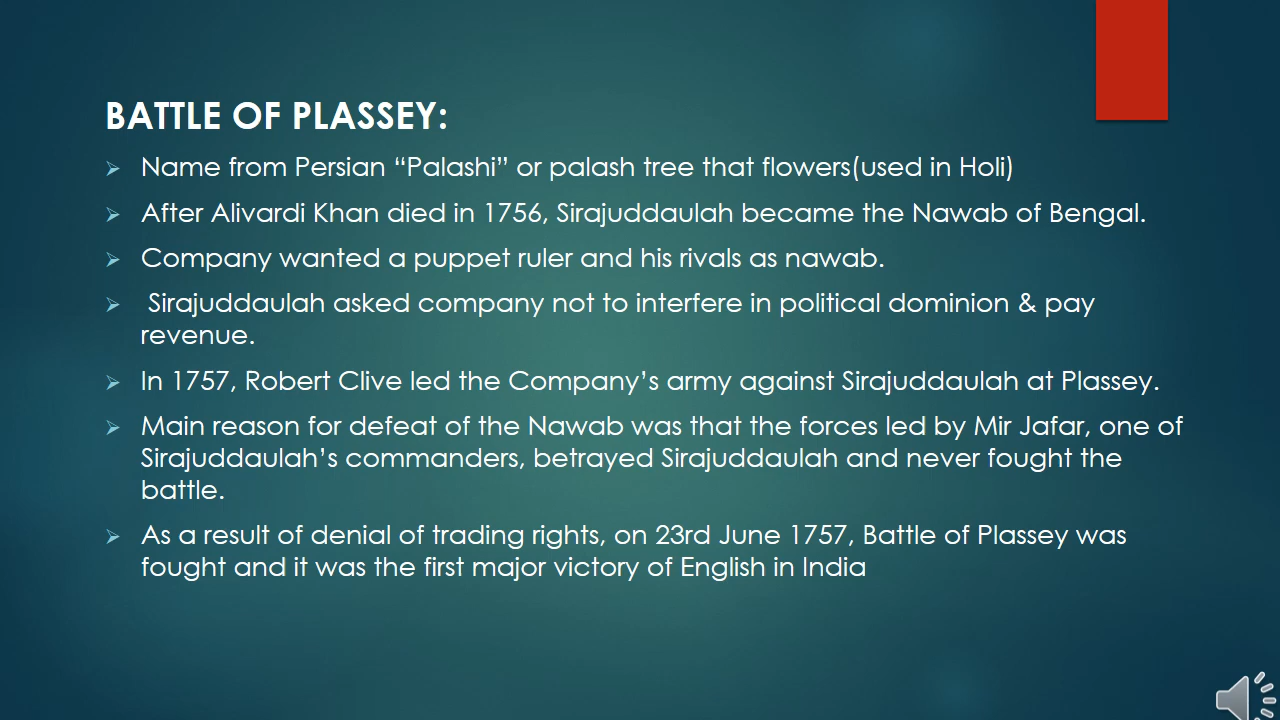 BATTLE OF PLASSEY:
Name from Persian “Palashi” or palash tree that flowers(used in Holi)
After Alivardi Khan died in 1756, Sirajuddaulah became the Nawab of Bengal.
Company wanted a puppet ruler and his rivals as nawab.
Sirajuddaulah asked company not to interfere in political dominion & pay
revenue.
In 1757, Robert Clive led the Company’s army against Sirajuddaulah at Plassey.
Main reason for defeat of the Nawab was that the forces led by Mir Jafar, one of
Sirajuddaulah’s commanders, betrayed Sirajuddaulah and never fought the
battle.
As a result of denial of trading rights, on 23rd June 1757, Battle of Plassey was
fought and it was the first major victory of English in India